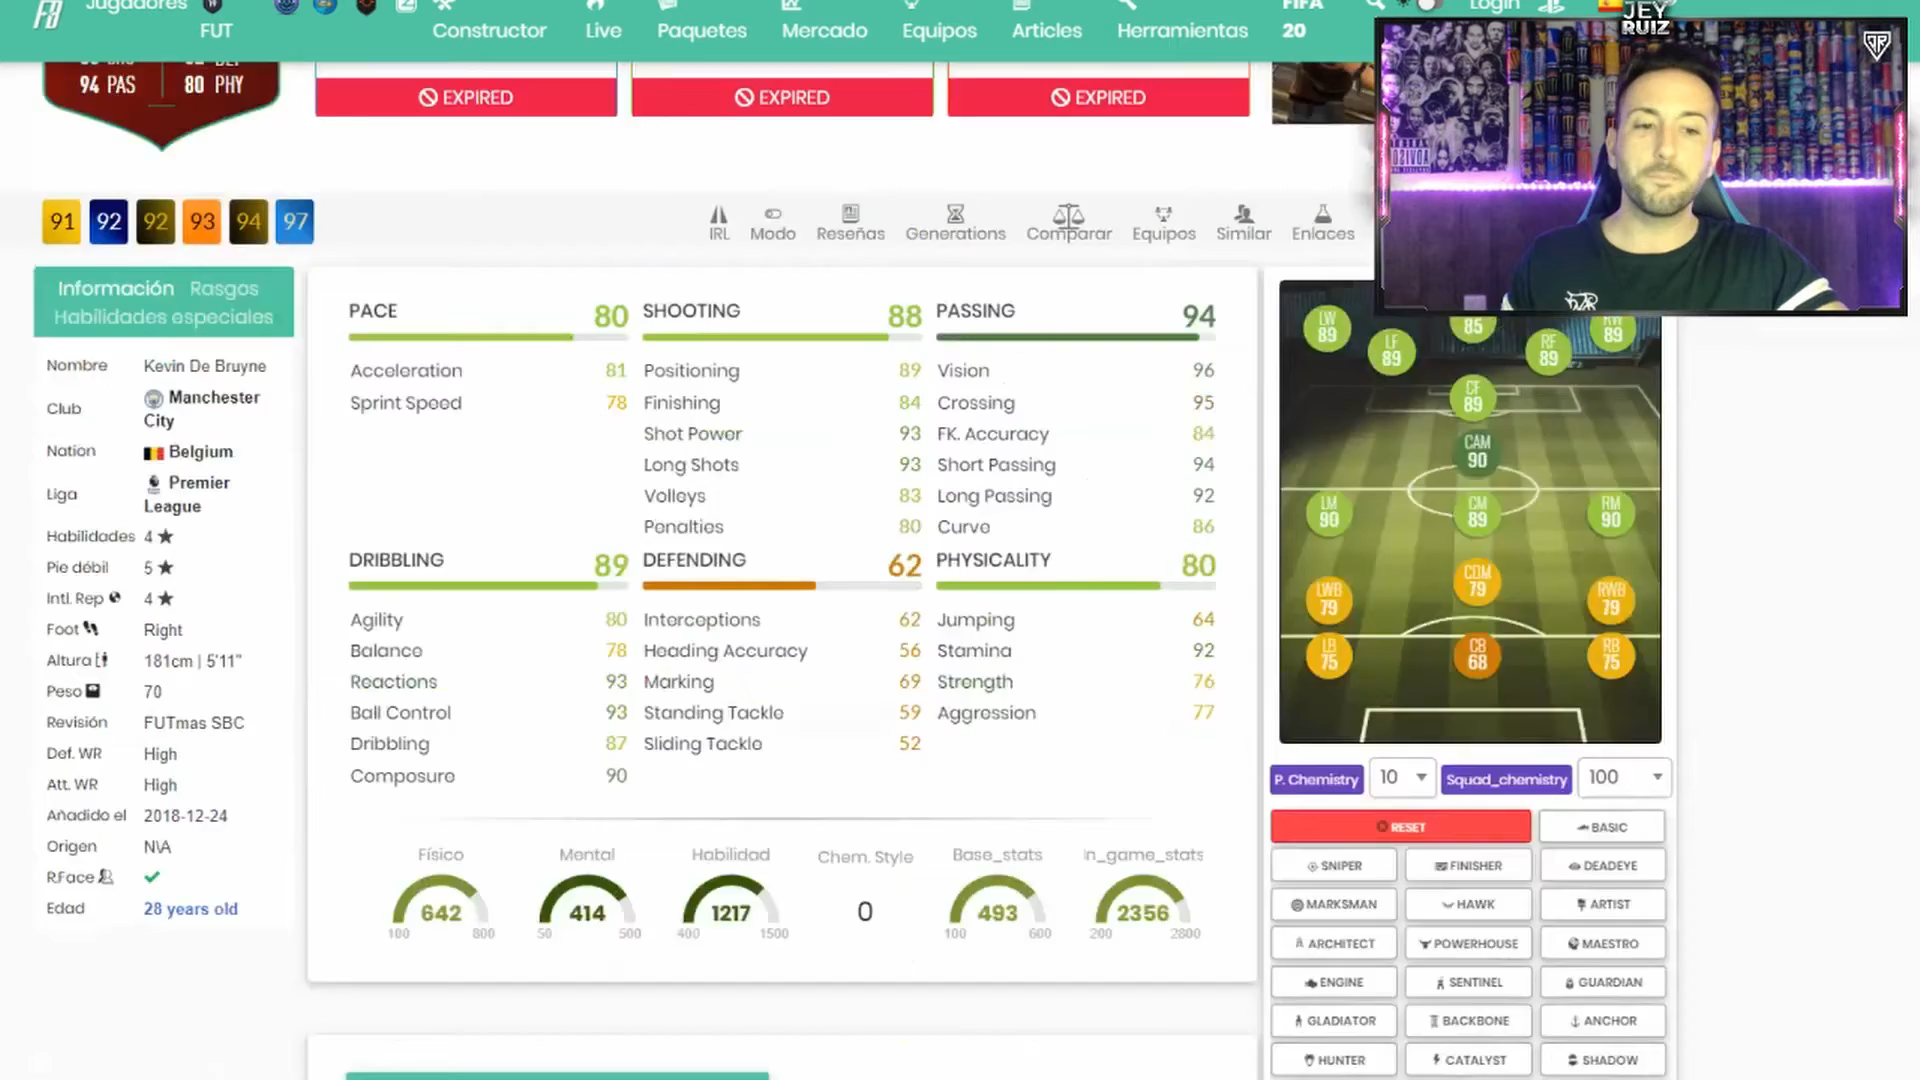 Jugadores
FUT
Constructor
Live
Paquetes
Mercado
Equipos
Articles
Herramientas
FIFA
20
Login
JEY
RUIZ
94 PAS
80 PHY
EXPIRED
EXPIRED
EXPIRED
91
92
92
93
94
97
IRL
Modo
Reseñas
Generations
Comparar
Equipos
Similar
Enlaces
Información Rasgos
Habilidades especiales
Nombre Kevin De Bruyne
Club Manchester
City
Nation Belgium
Liga Premier
League
Habilidades 4
Pie débil 5
Intl. Rep 4
Foot Right
Altura 181cm | 5'11"
Peso 70
Revisión FUTmas SBC
Def. WR High
Att. WR High
Añadido el 2018-12-24
Origen N\A
R.Face
Edad 28 years old
PACE 80
Acceleration 81
Sprint Speed 78
SHOOTING 88
Positioning 89
Finishing 84
Shot Power 93
Long Shots 93
Volleys 83
Penalties 80
PASSING 94
Vision 96
Crossing 95
FK. Accuracy 84
Short Passing 94
Long Passing 92
Curve 86
DRIBBLING 89
Agility 80
Balance 78
Reactions 93
Ball Control 93
Dribbling 87
Composure 90
DEFENDING 62
Interceptions 62
Heading Accuracy 56
Marking 69
Standing Tackle 59
Sliding Tackle 52
PHYSICALITY 80
Jumping 64
Stamina 92
Strength 76
Aggression 77
Físico
642
100 800
Mental
414
50 500
Habilidad
1217
400 1500
Chem. Style
0
Base_stats
493
100 600
In_game_stats
2356
200 2800
LW
89
LF
89
85
RF
89
RW
89
CF
89
CAM
90
LM
90
CM
89
RM
90
LWB
79
CDM
79
RWB
79
LB
75
CB
68
RB
75
P. Chemistry 10
Squad_chemistry 100
RESET
BASIC
SNIPER
FINISHER
DEADEYE
MARKSMAN
HAWK
ARTIST
ARCHITECT
POWERHOUSE
MAESTRO
ENGINE
SENTINEL
GUARDIAN
GLADIATOR
BACKBONE
ANCHOR
HUNTER
CATALYST
SHADOW